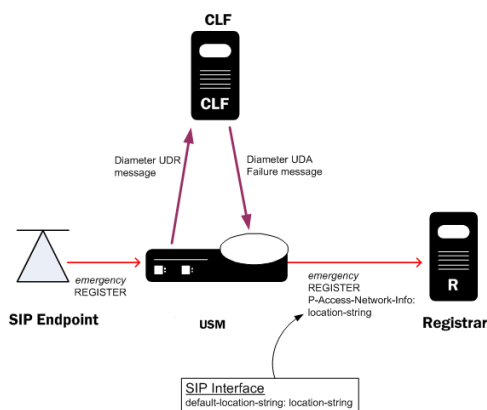 CLF
CLF
Diameter UDR
message
Diameter UDA
Failure message
emergency
REGISTER
SIP Endpoint
USM
emergency
REGISTER
P-Access-Network-Info:
location-string
R
Registrar
SIP Interface
default-location-string: location-string